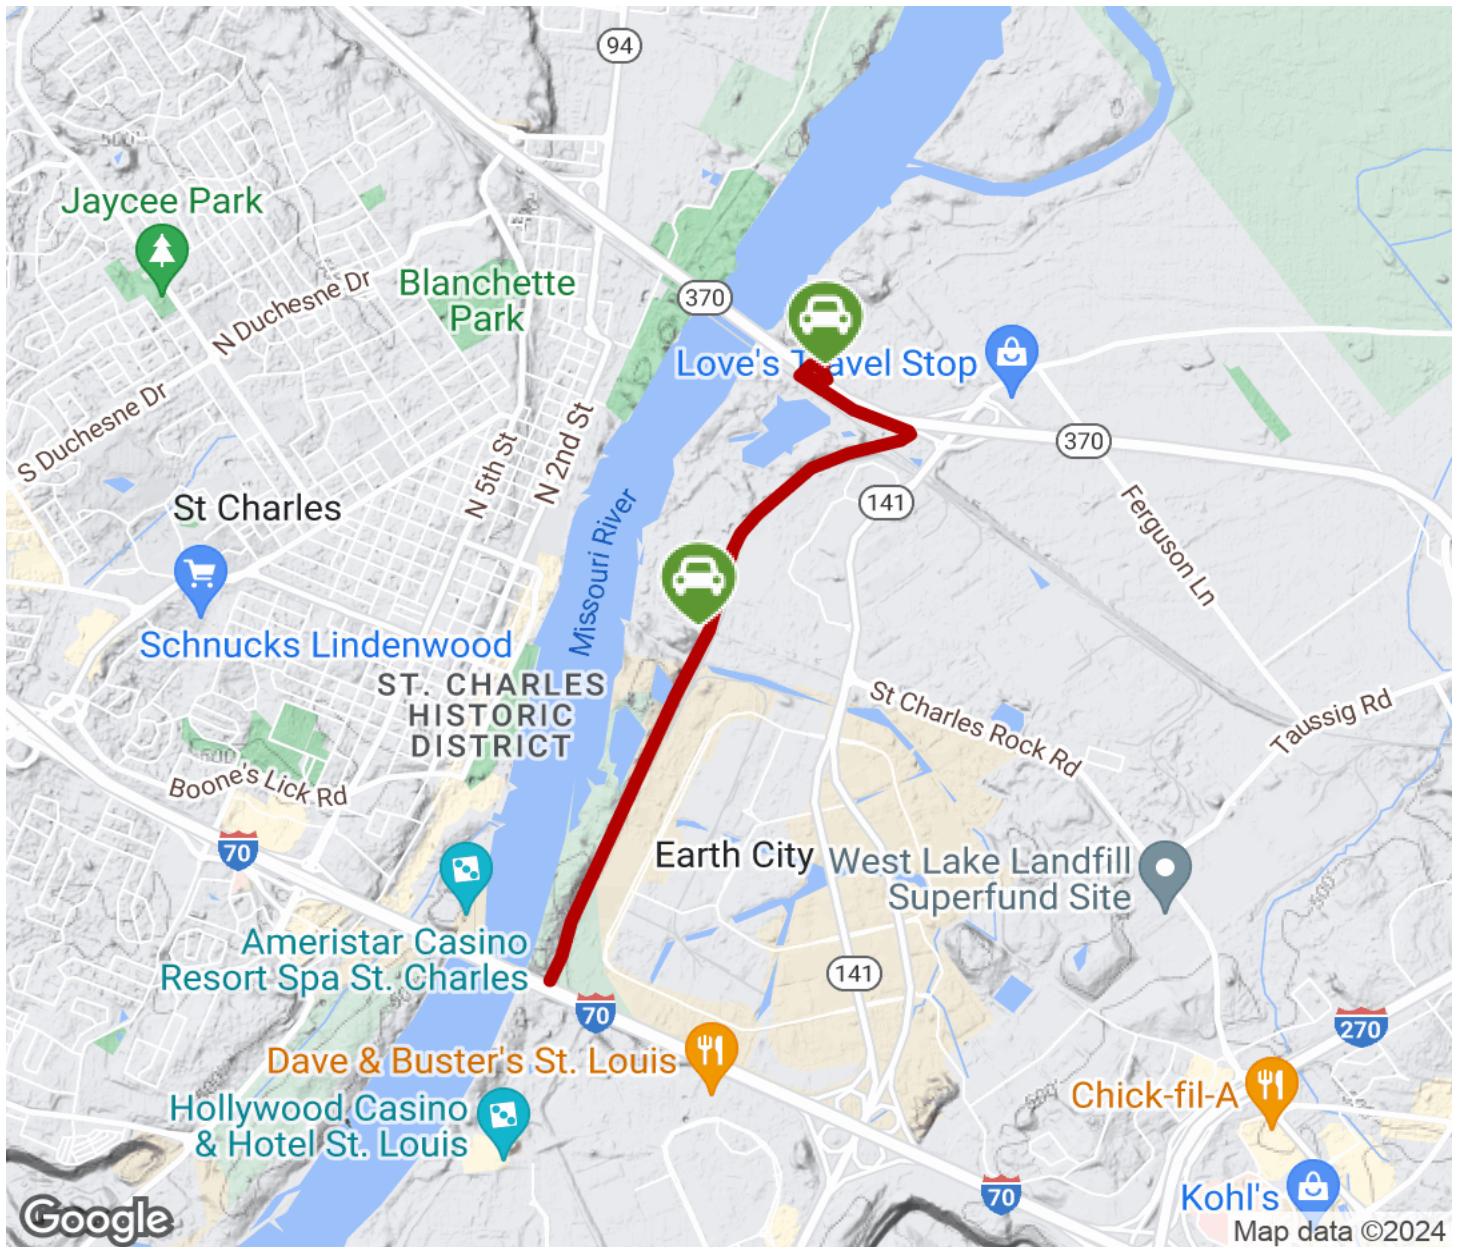 94
500
Jaycee Park
N Duchesne Dr
Blanchette
Park
370
Love's Travel Stop
S Duchesne Dr
N 5th St
N 2nd St
370
141
St Charles
Ferguson Ln
Missouri River
Schnucks Lindenwood
ST. CHARLES
HISTORIC
DISTRICT
St Charles Rock Rd
Taussig Rd
500
Boone's Lick Rd
70
Earth City
West Lake Landfill
Superfund Site
Ameristar Casino
Resort Spa St. Charles
141
70
270
Dave & Buster's St. Louis
Chick-fil-A
Hollywood Casino
& Hotel St. Louis
70
Kohl's
Google
Map data ©2024